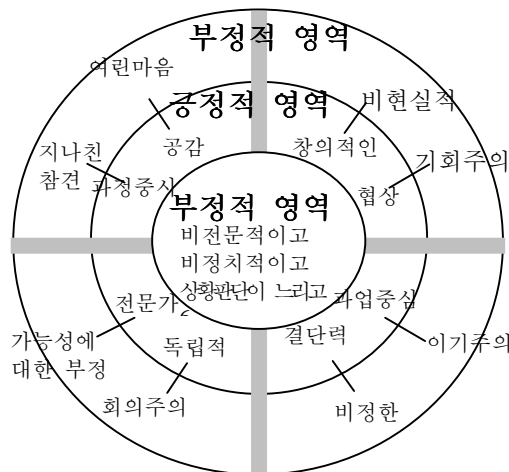 부정적 영역
여린마음
긍정적 영역
비현실적
공감
창의적인
지나친
참견
과정중시
기회주의
협상
부정적 영역
비전문적이고
비정치적이고
상황판단이 느리고
전문가
과업중심
가능성에
대한 부정
독립적
결단력
이기주의
회의주의
비정한